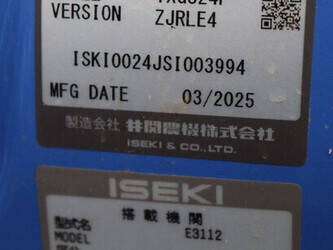 VERSION ZJRLE4
ISKI0024JSI003994
MFG DATE 03/2025
製造会社 井関農機株式会社
ISEKI & CO., LTD.
ISEKI
型式名 搭載機関
MODEL E3112